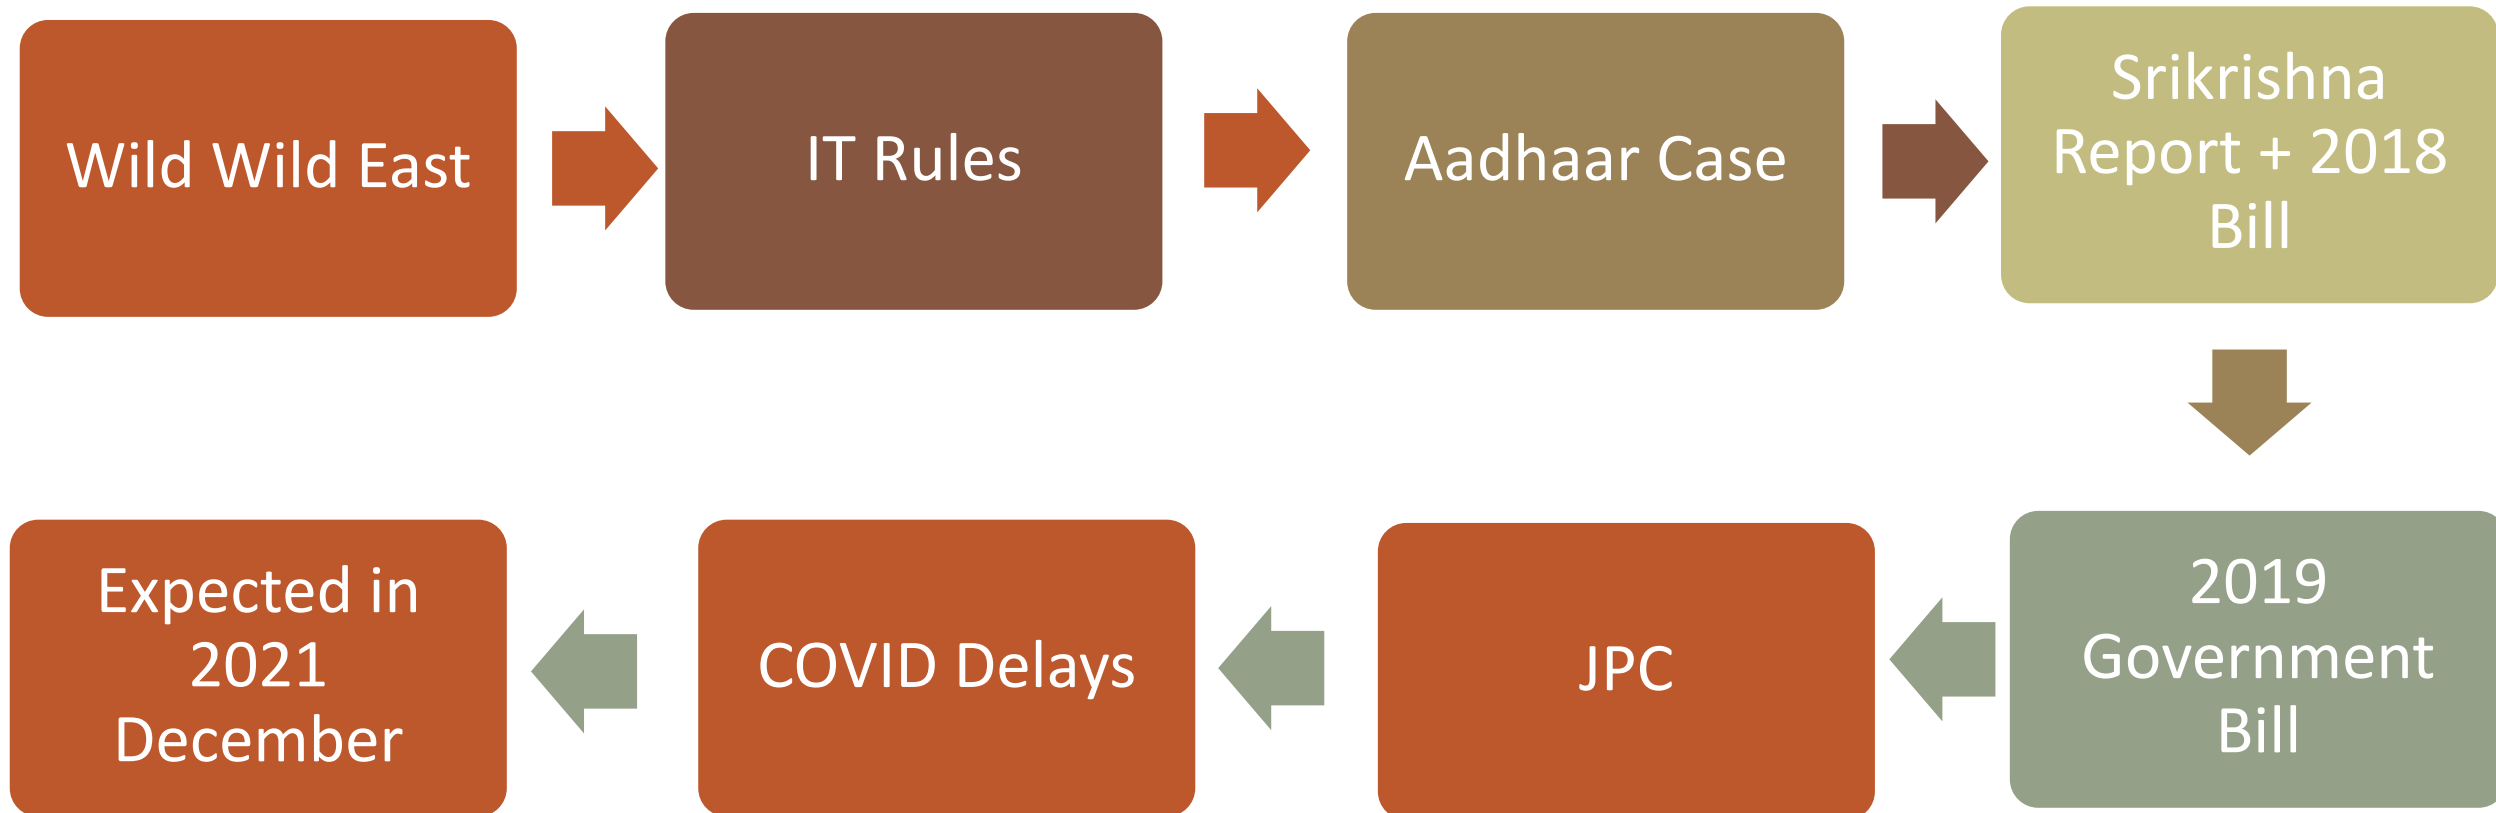 Wild Wild East
IT Rules
Aadhaar Case
Srikrishna
Report + 2018
Bill
2019
Government
Bill
JPC
COVID Delays
Expected in
2021
December